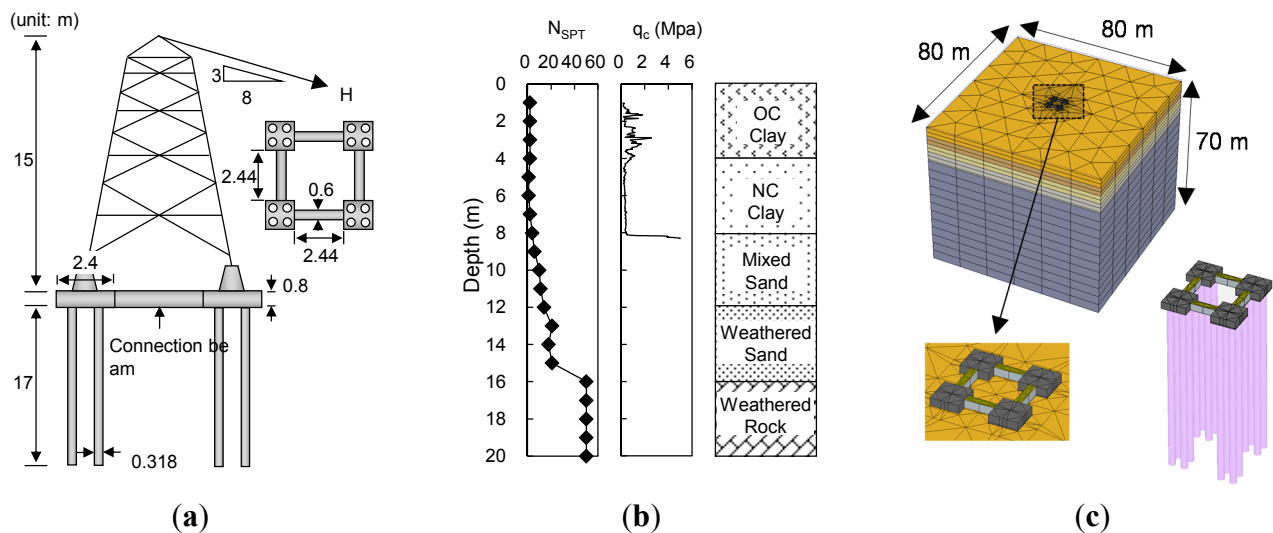 (unit: m)
3
8
H
15
2.44
0.6
2.44
2.4
0.8
Connection be
am
17
0.318
(a)
N_SPT
q_c (Mpa)
0 20 40 60
0 2 4 6
Depth (m)
0
2
4
6
8
10
12
14
16
18
20
OC
Clay
NC
Clay
Mixed
Sand
Weathered
Sand
Weathered
Rock
(b)
(c)
80 m
80 m
70 m